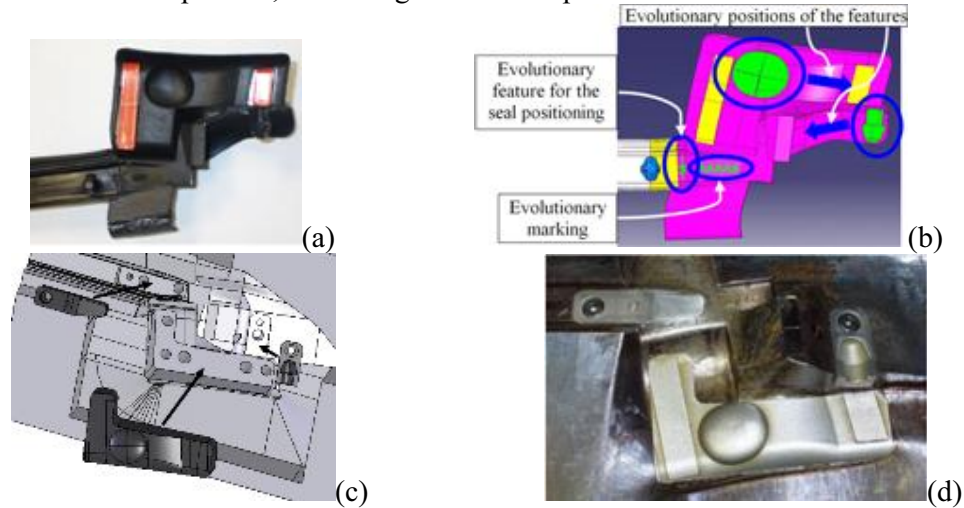 Evolutionary positions of the features
Evolutionary
feature for the
seal positioning
Evolutionary
marking
(a)
(b)
(c)
(d)